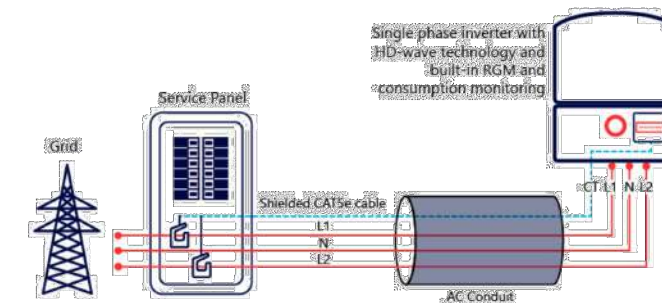 Single phase inverter with
HD-wave technology and
built-in RGM and
consumption monitoring
Service Panel
Grid
CT L1 N L2
Shielded CAT5e cable
L1
N
L2
AC Conduit